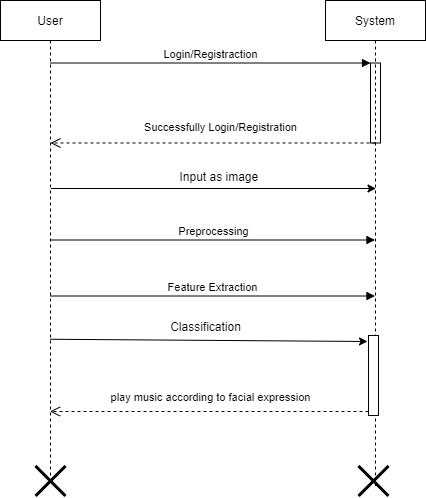 User
System
Login/Registraction
Successfully Login/Registration
Input as image
Preprocessing
Feature Extraction
Classification
play music according to facial expression